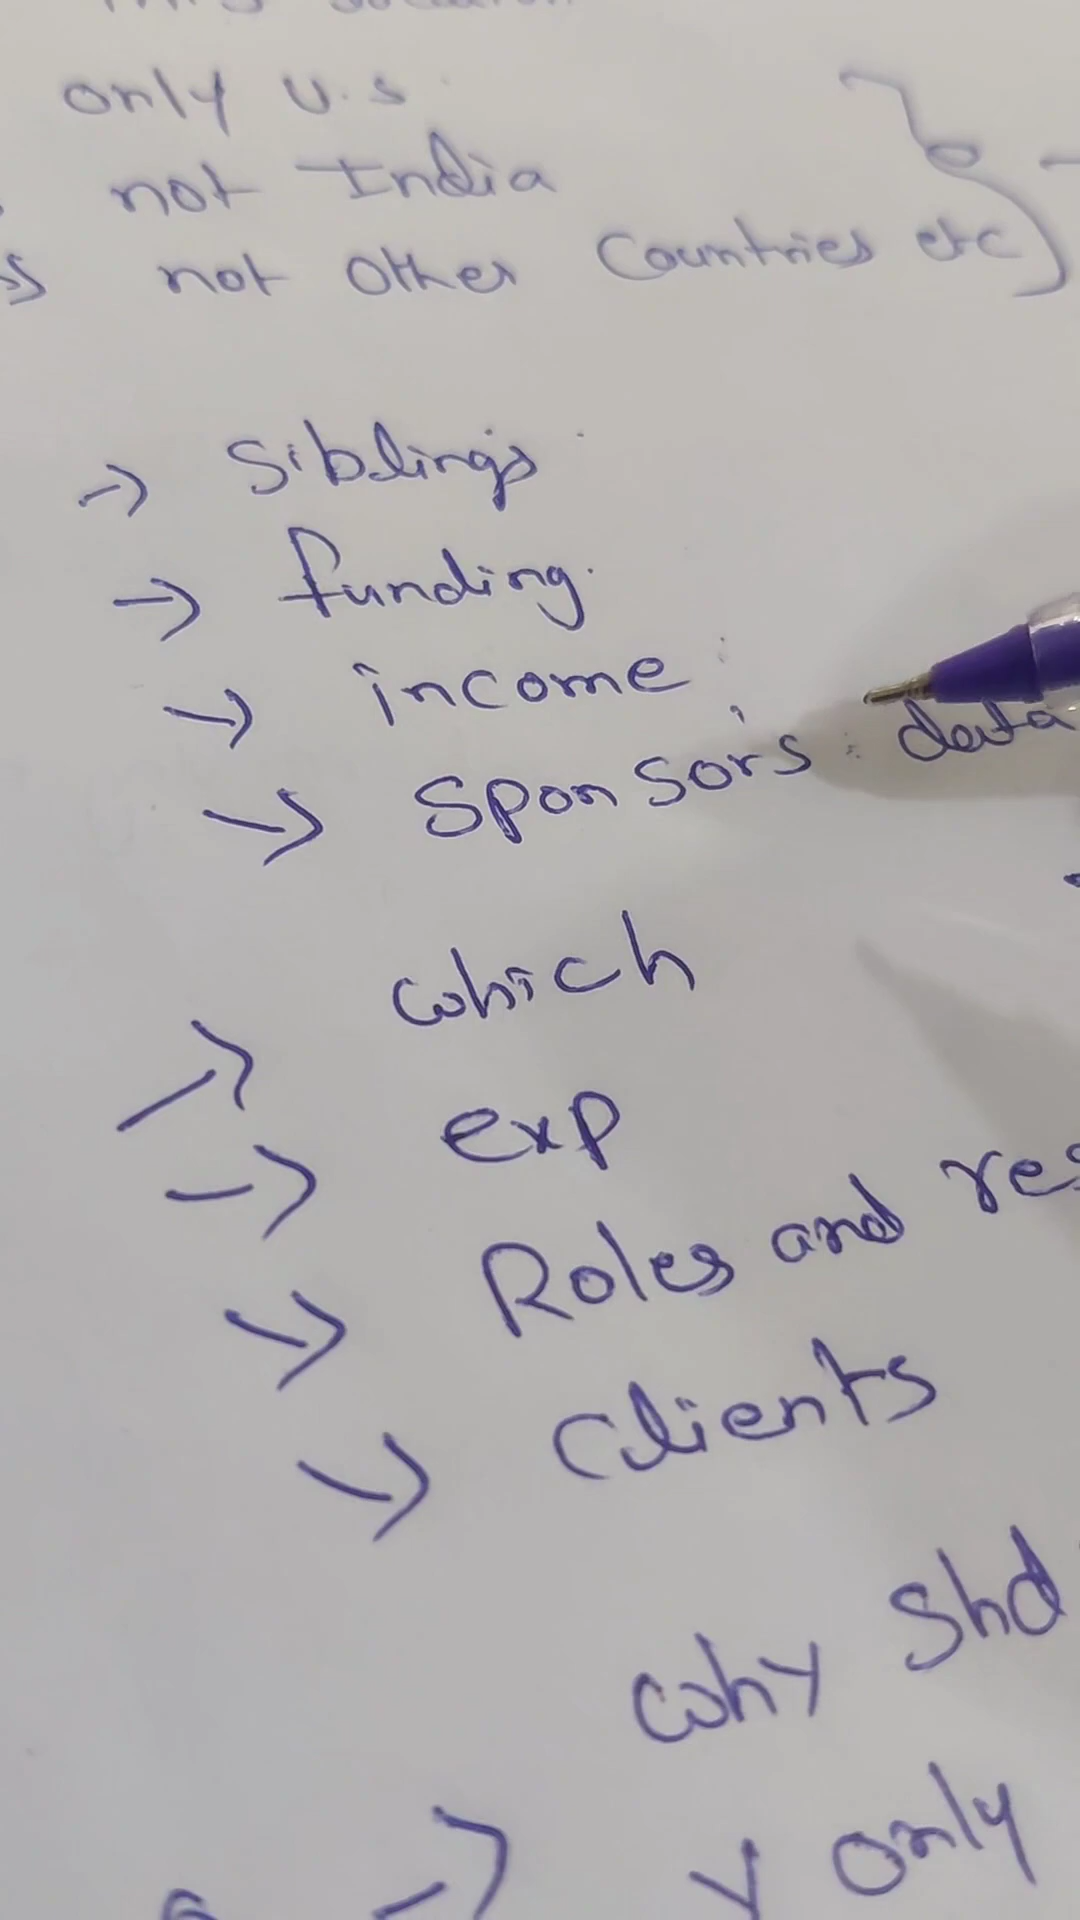 only U.S.
not India
not Other Countries etc)
-> Siblings
-> funding.
-> income
-> Sponsors: data
-> which
-> exp
-> Roles and
-> Clients
why shd
-> y only